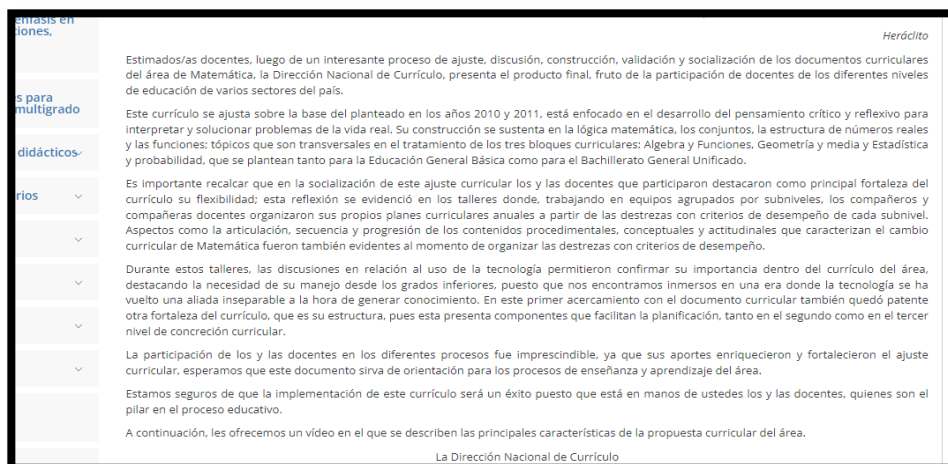 énfasis en
ciones,
s para
multigrado
didácticos
rios
Heráclito
Estimados/as docentes, luego de un interesante proceso de ajuste, discusión, construcción, validación y socialización de los documentos curriculares
del área de Matemática, la Dirección Nacional de Currículo, presenta el producto final, fruto de la participación de docentes de los diferentes niveles
de educación de varios sectores del país.
Este currículo se ajusta sobre la base del planteado en los años 2010 y 2011, está enfocado en el desarrollo del pensamiento crítico y reflexivo para
interpretar y solucionar problemas de la vida real. Su construcción se sustenta en la lógica matemática, los conjuntos, la estructura de números reales
y las funciones; tópicos que son transversales en el tratamiento de los tres bloques curriculares: Algebra y Funciones, Geometría y media y Estadística
y probabilidad, que se plantean tanto para la Educación General Básica como para el Bachillerato General Unificado.
Es importante recalcar que en la socialización de este ajuste curricular los y las docentes que participaron destacaron como principal fortaleza del
currículo su flexibilidad; esta reflexión se evidenció en los talleres donde, trabajando en equipos agrupados por subniveles, los compañeros y
compañeras docentes organizaron sus propios planes curriculares anuales a partir de las destrezas con criterios de desempeño de cada subnivel.
Aspectos como la articulación, secuencia y progresión de los contenidos procedimentales, conceptuales y actitudinales que caracterizan el cambio
curricular de Matemática fueron también evidentes al momento de organizar las destrezas con criterios de desempeño.
Durante estos talleres, las discusiones en relación al uso de la tecnología permitieron confirmar su importancia dentro del currículo del área,
destacando la necesidad de su manejo desde los grados inferiores, puesto que nos encontramos inmersos en una era donde la tecnología se ha
vuelto una aliada inseparable a la hora de generar conocimiento. En este primer acercamiento con el documento curricular también quedó patente
otra fortaleza del currículo, que es su estructura, pues esta presenta componentes que facilitan la planificación, tanto en el segundo como en el tercer
nivel de concreción curricular.
La participación de los y las docentes en los diferentes procesos fue imprescindible, ya que sus aportes enriquecieron y fortalecieron el ajuste
curricular, esperamos que este documento sirva de orientación para los procesos de enseñanza y aprendizaje del área.
Estamos seguros de que la implementación de este currículo será un éxito puesto que está en manos de ustedes los y las docentes, quienes son el
pilar en el proceso educativo.
A continuación, les ofrecemos un vídeo en el que se describen las principales características de la propuesta curricular del área.
La Dirección Nacional de Currículo